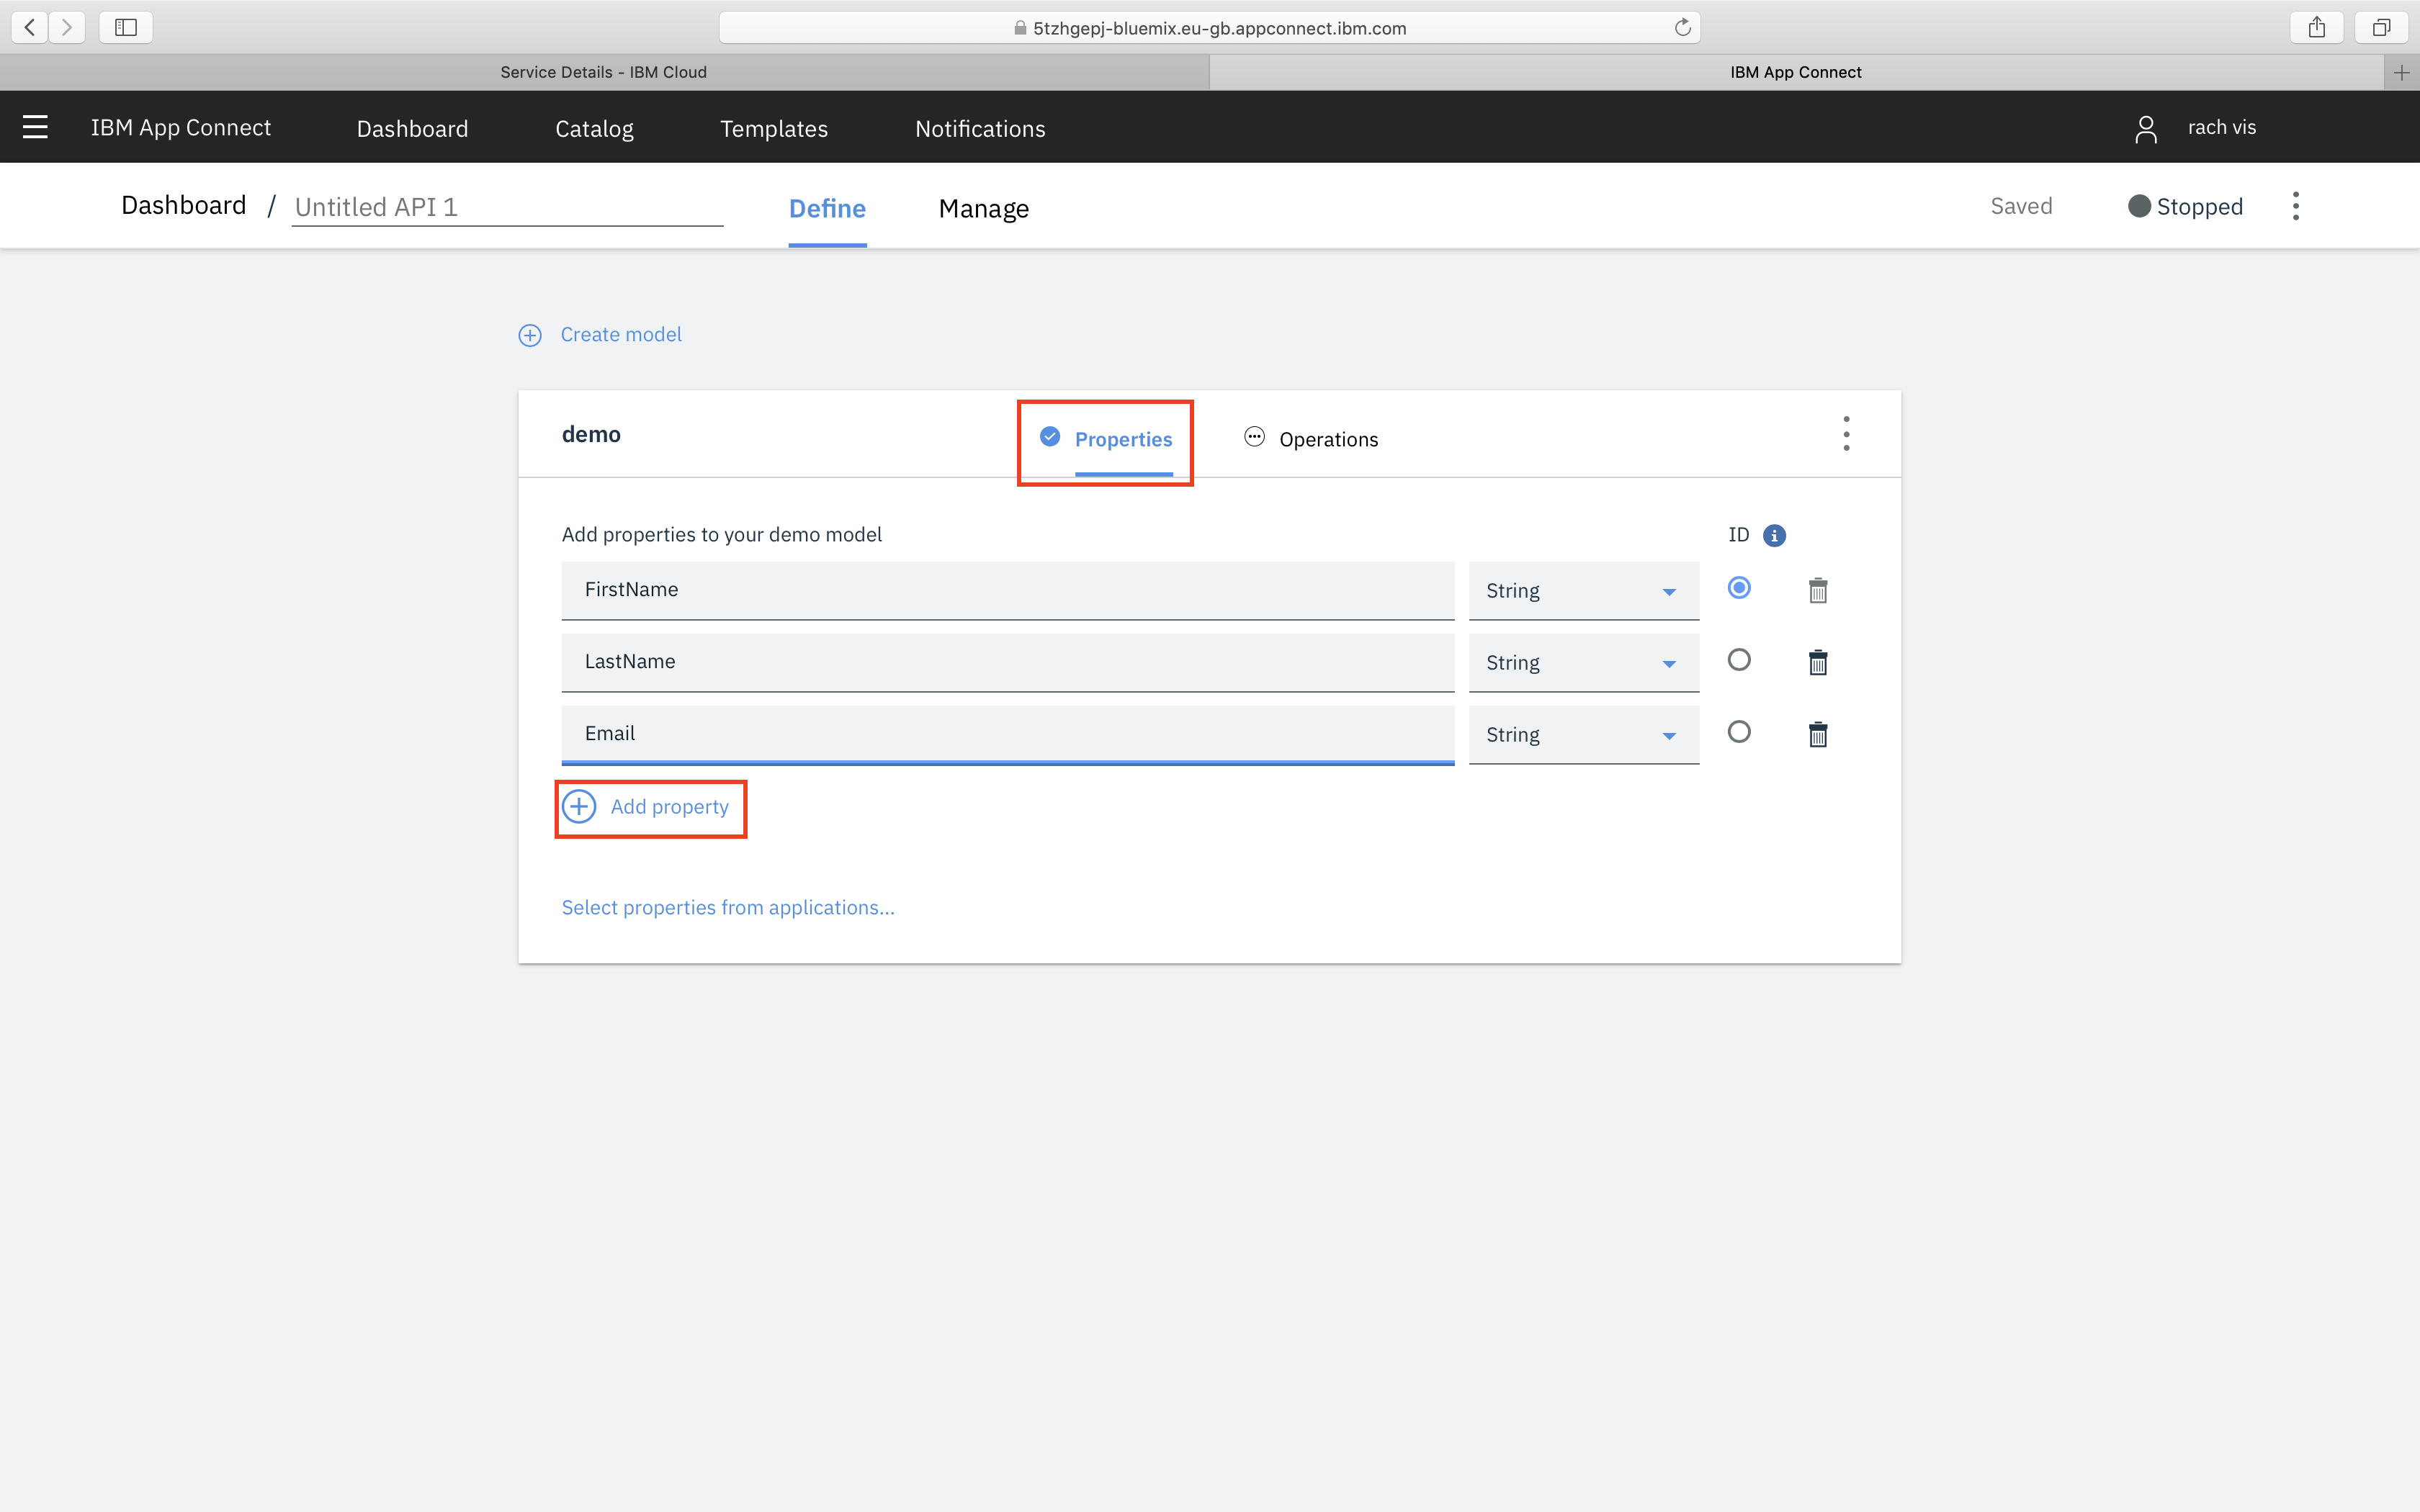 5tzhgepj-bluemix.eu-gb.appconnect.ibm.com
Service Details - IBM Cloud
IBM App Connect
IBM App Connect
Dashboard
Catalog
Templates
Notifications
rach vis
Dashboard / Untitled API 1
Define
Manage
Saved
Stopped
Create model
demo
Properties
Operations
Add properties to your demo model
ID
FirstName
String
LastName
String
Email
String
Add property
Select properties from applications...